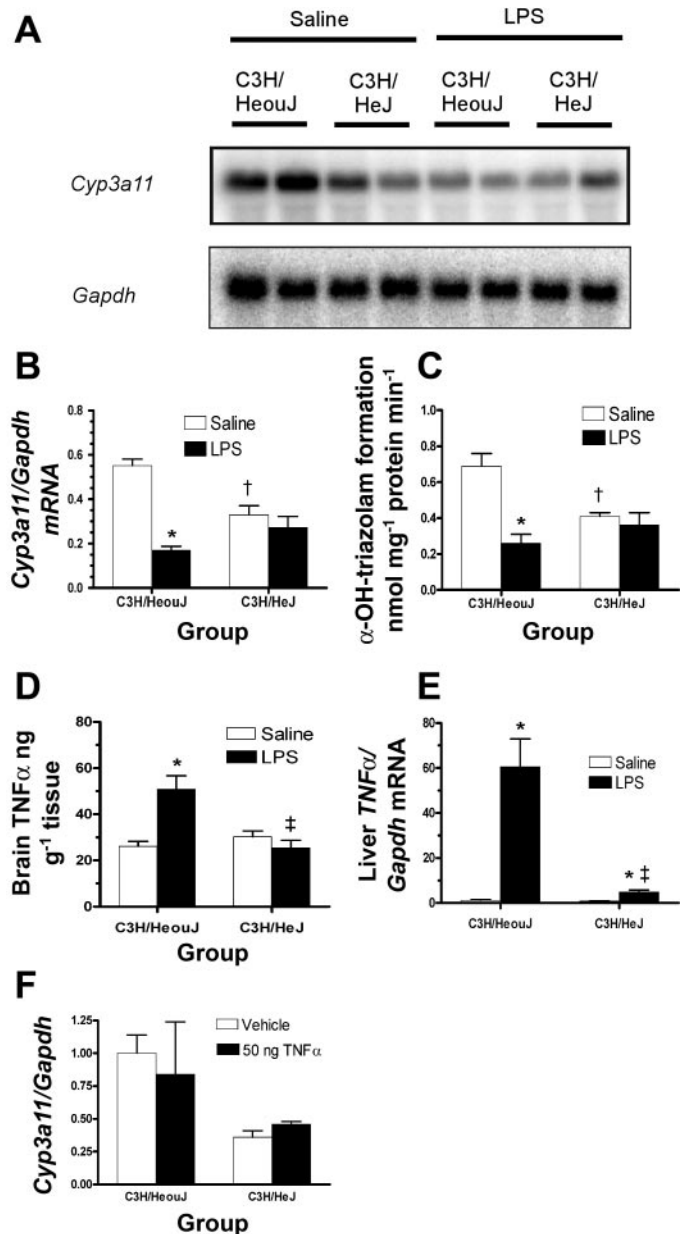 A
Saline
LPS
C3H/
HeouJ
C3H/
HeJ
C3H/
HeouJ
C3H/
HeJ
Cyp3a11
Gapdh
B
Cyp3a11/Gapdh
mRNA
0.8
0.6
0.4
0.2
0.0
Saline
LPS
*
†
C3H/HeouJ
C3H/HeJ
Group
C
α-OH-triazolam formation
nmol mg-1 protein min-1
1.0
0.8
0.6
0.4
0.2
0.0
Saline
LPS
*
†
C3H/HeouJ
C3H/HeJ
Group
D
Brain TNFα ng
g-1 tissue
80
60
40
20
0
Saline
LPS
*
‡
C3H/HeouJ
C3H/HeJ
Group
E
Liver TNFα/
Gapdh mRNA
80
60
40
20
0
Saline
LPS
*
* ‡
C3H/HeouJ
C3H/HeJ
Group
F
Cyp3a11/Gapdh
1.25
1.00
0.75
0.50
0.25
0.00
Vehicle
50 ng TNFα
C3H/HeouJ
C3H/HeJ
Group